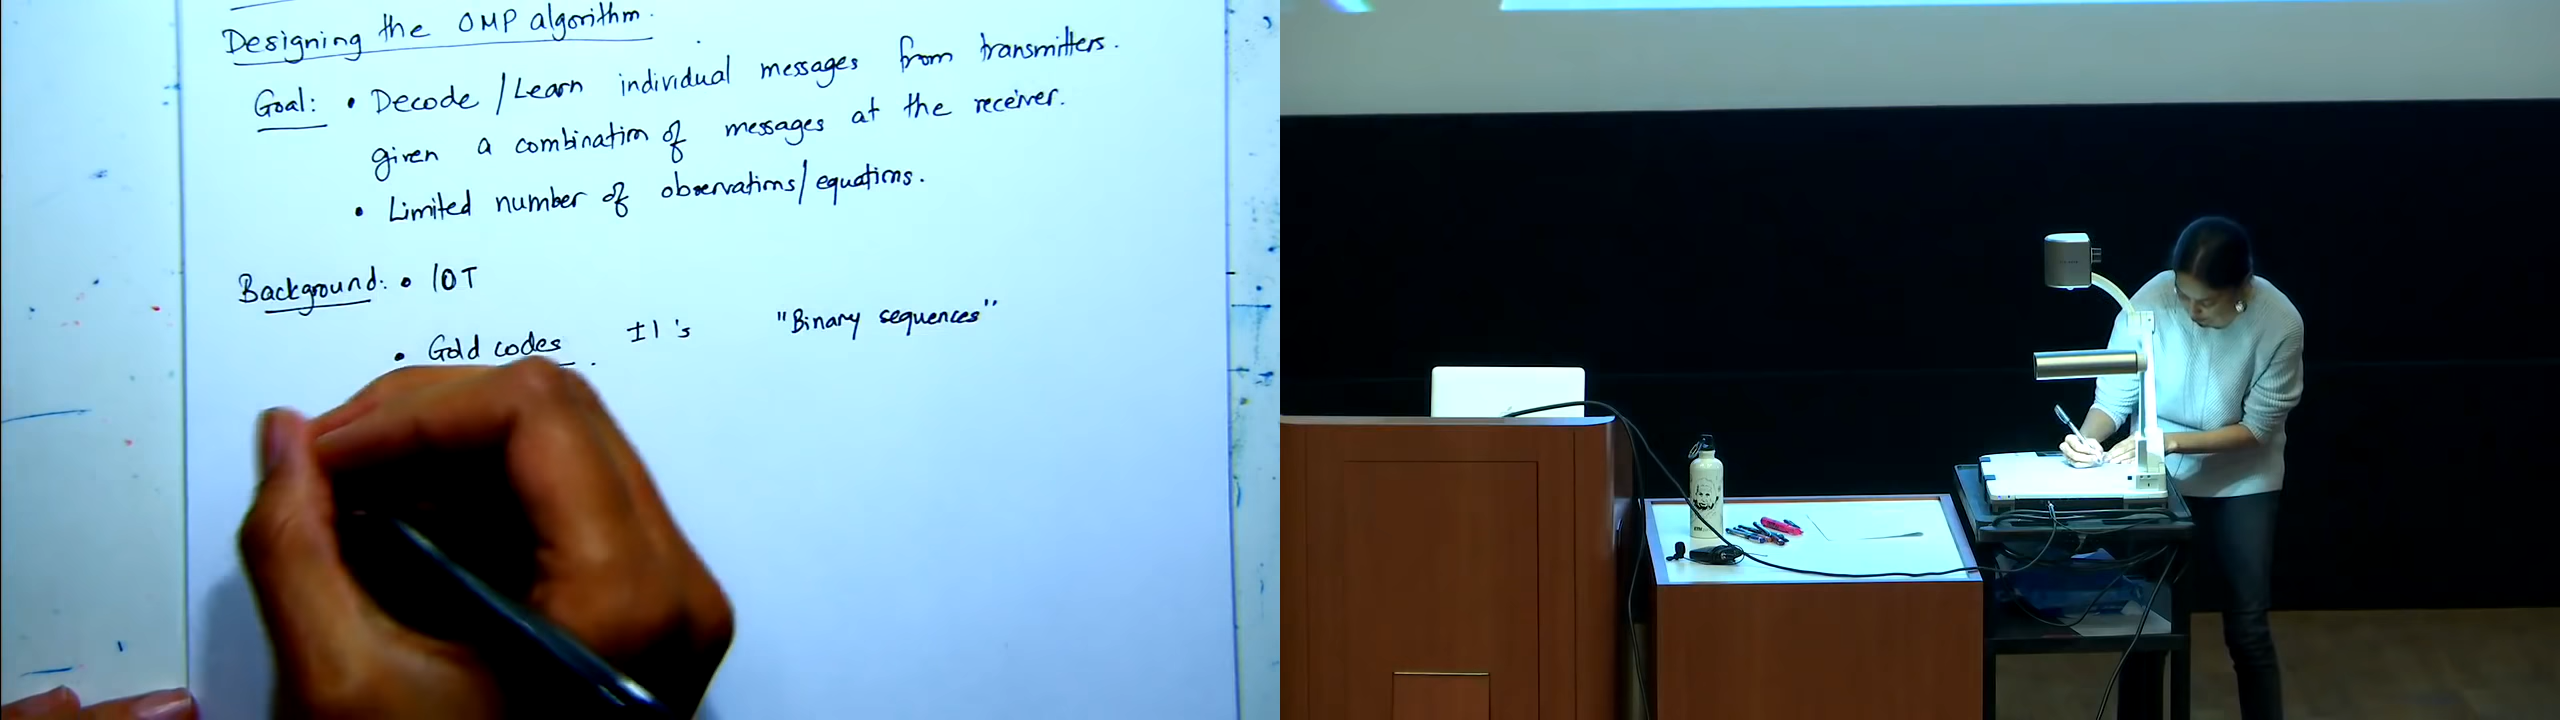 Designing the OMP algorithm.
Goal: • Decode / Learn individual messages from transmitters.
given a combination of messages at the receiver.
• Limited number of observations/equations.
Background: • IOT
• Gold codes ±1's "Binary sequences"